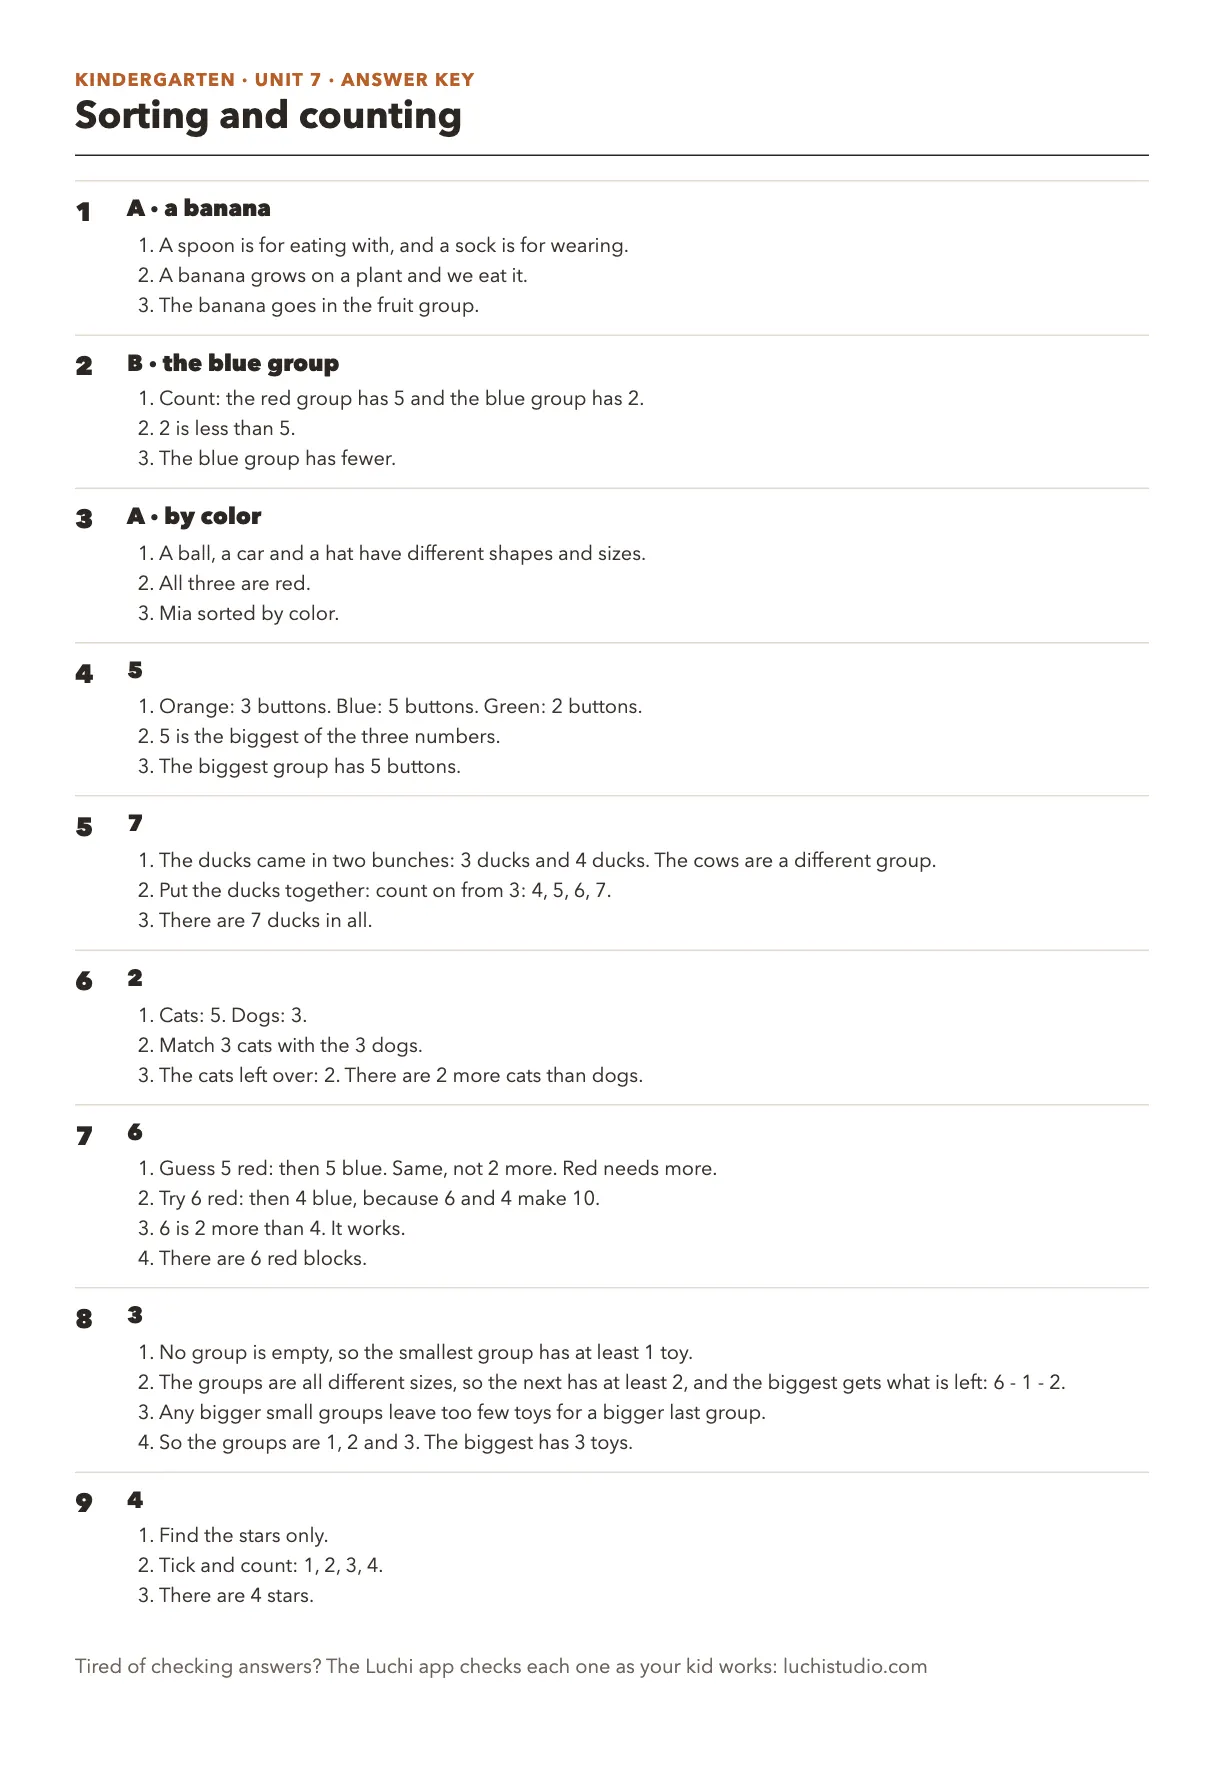 KINDERGARTEN · UNIT 7 · ANSWER KEY
Sorting and counting
1 A · a banana
1. A spoon is for eating with, and a sock is for wearing.
2. A banana grows on a plant and we eat it.
3. The banana goes in the fruit group.
2 B · the blue group
1. Count: the red group has 5 and the blue group has 2.
2. 2 is less than 5.
3. The blue group has fewer.
3 A · by color
1. A ball, a car and a hat have different shapes and sizes.
2. All three are red.
3. Mia sorted by color.
4 5
1. Orange: 3 buttons. Blue: 5 buttons. Green: 2 buttons.
2. 5 is the biggest of the three numbers.
3. The biggest group has 5 buttons.
5 7
1. The ducks came in two bunches: 3 ducks and 4 ducks. The cows are a different group.
2. Put the ducks together: count on from 3: 4, 5, 6, 7.
3. There are 7 ducks in all.
6 2
1. Cats: 5. Dogs: 3.
2. Match 3 cats with the 3 dogs.
3. The cats left over: 2. There are 2 more cats than dogs.
7 6
1. Guess 5 red: then 5 blue. Same, not 2 more. Red needs more.
2. Try 6 red: then 4 blue, because 6 and 4 make 10.
3. 6 is 2 more than 4. It works.
4. There are 6 red blocks.
8 3
1. No group is empty, so the smallest group has at least 1 toy.
2. The groups are all different sizes, so the next has at least 2, and the biggest gets what is left: 6 - 1 - 2.
3. Any bigger small groups leave too few toys for a bigger last group.
4. So the groups are 1, 2 and 3. The biggest has 3 toys.
9 4
1. Find the stars only.
2. Tick and count: 1, 2, 3, 4.
3. There are 4 stars.
Tired of checking answers? The Luchi app checks each one as your kid works: luchistudio.com